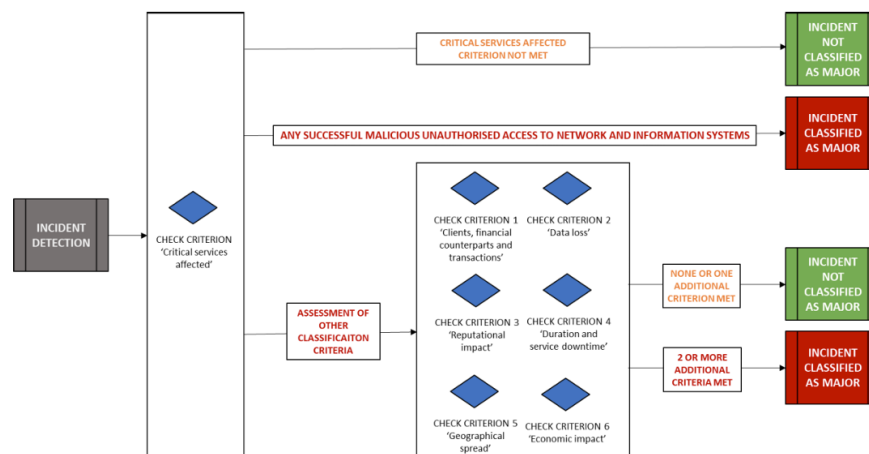 CRITICAL SERVICES AFFECTED
CRITERION NOT MET
INCIDENT
NOT
CLASSIFIED
AS MAJOR
ANY SUCCESSFUL MALICIOUS UNAUTHORISED ACCESS TO NETWORK AND INFORMATION SYSTEMS
INCIDENT
CLASSIFIED
AS MAJOR
INCIDENT
DETECTION
CHECK CRITERION
‘Critical services
affected’
ASSESSMENT OF
OTHER
CLASSIFICAITON
CRITERIA
CHECK CRITERION 1
‘Clients, financial
counterparts and
transactions’
CHECK CRITERION 2
‘Data loss’
CHECK CRITERION 3
‘Reputational
impact’
CHECK CRITERION 4
‘Duration and
service downtime’
CHECK CRITERION 5
‘Geographical
spread’
CHECK CRITERION 6
‘Economic impact’
NONE OR ONE
ADDITIONAL
CRITERION MET
INCIDENT
NOT
CLASSIFIED
AS MAJOR
2 OR MORE
ADDITIONAL
CRITERIA MET
INCIDENT
CLASSIFIED
AS MAJOR